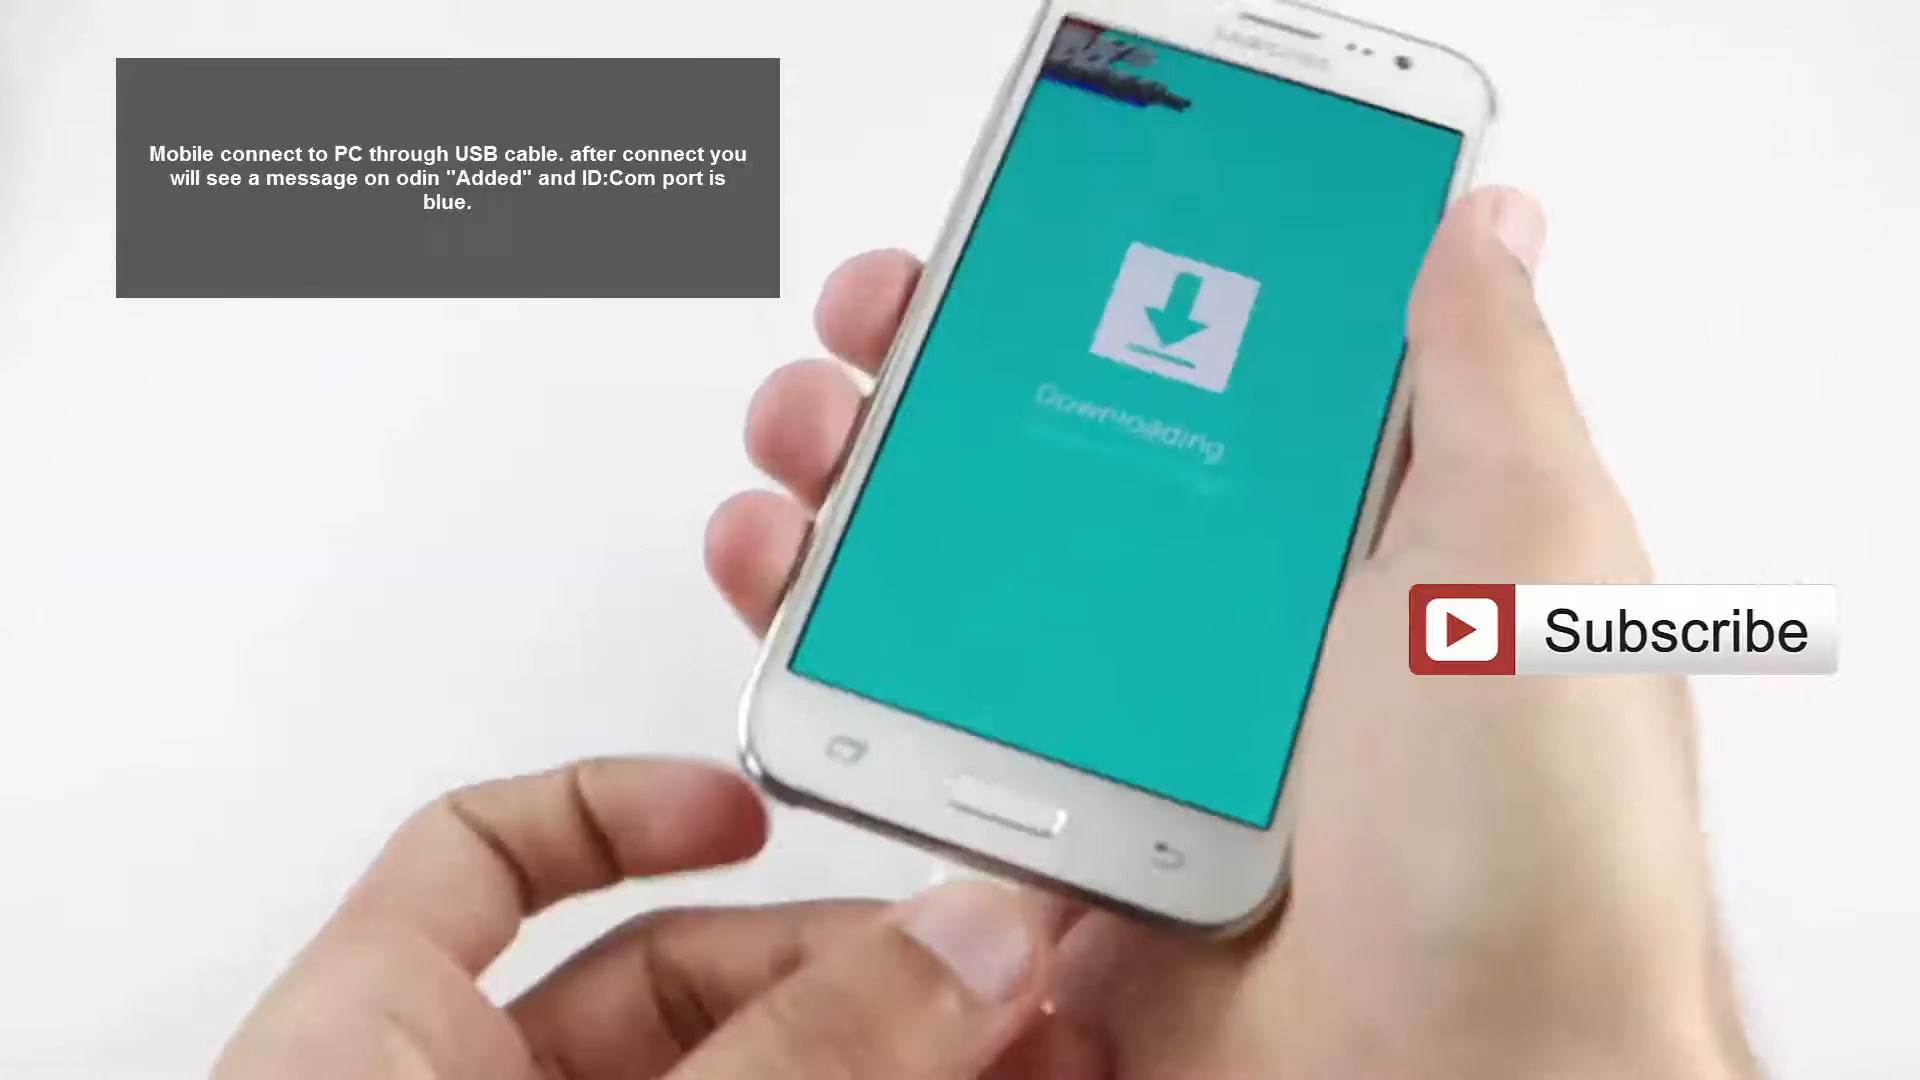 SAMSUNG
Mobile connect to PC through USB cable. after connect you
will see a message on odin "Added" and ID:Com port is
blue.
Downloading
Subscribe